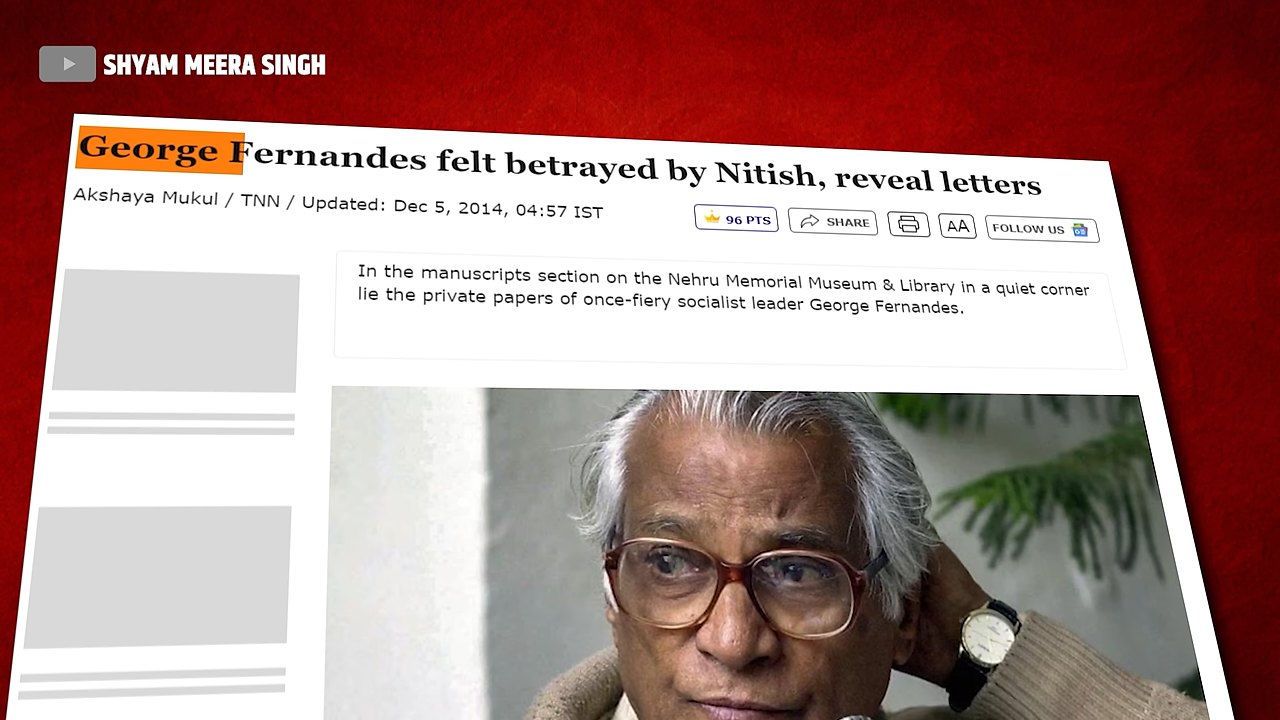 SHYAM MEERA SINGH
George Fernandes felt betrayed by Nitish, reveal letters
Akshaya Mukul / TNN / Updated: Dec 5, 2014, 04:57 IST
96 PTS
SHARE
AA
FOLLOW US
In the manuscripts section on the Nehru Memorial Museum & Library in a quiet corner
lie the private papers of once-fiery socialist leader George Fernandes.